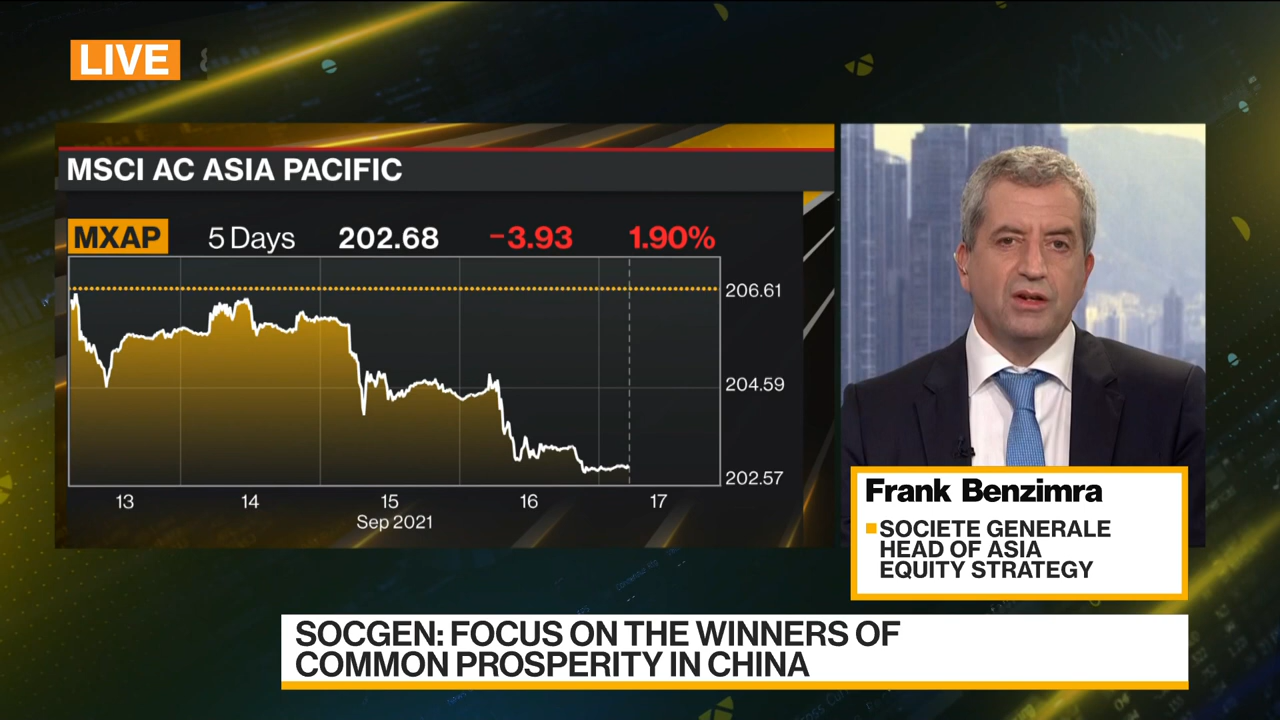 LIVE
MSCI AC ASIA PACIFIC
MXAP 5 Days 202.68 -3.93 1.90%
206.61
204.59
202.57
13 14 15 16 17
Sep 2021
Frank Benzimra
SOCIETE GENERALE
HEAD OF ASIA
EQUITY STRATEGY
SOCGEN: FOCUS ON THE WINNERS OF
COMMON PROSPERITY IN CHINA